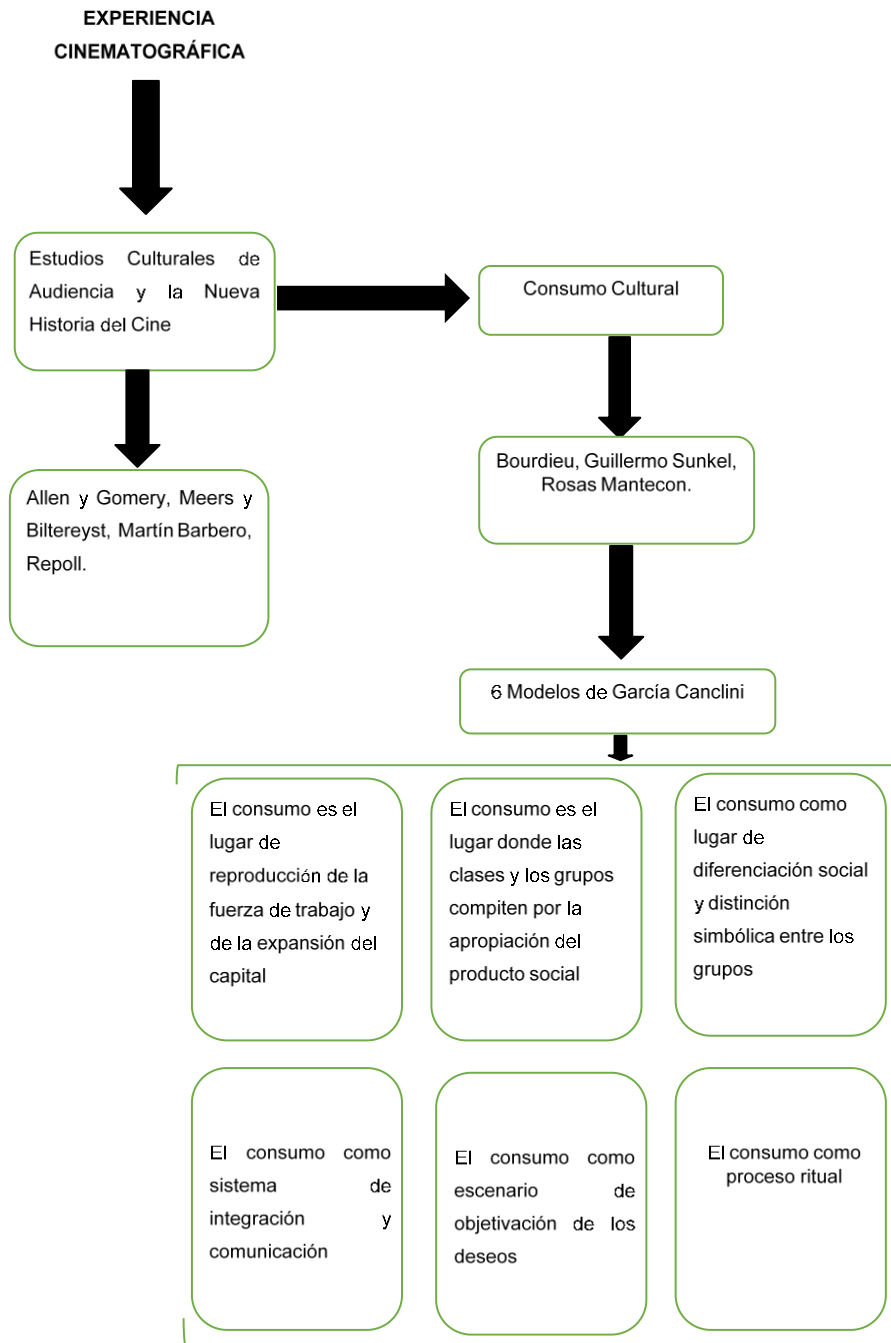 EXPERIENCIA
CINEMATOGRÁFICA
Estudios Culturales de
Audiencia y la Nueva
Historia del Cine
Consumo Cultural
Allen y Gomery, Meers y
Biltereyst, Martín Barbero,
Repoll.
Bourdieu, Guillermo Sunkel,
Rosas Mantecon.
6 Modelos de García Canclini
El consumo es el
lugar de
reproducción de la
fuerza de trabajo y
de la expansión del
capital
El consumo es el
lugar donde las
clases y los grupos
compiten por la
apropiación del
producto social
El consumo como
lugar de
diferenciación social
y distinción
simbólica entre los
grupos
El consumo como
sistema de
integración y
comunicación
El consumo como
escenario de
objetivación de los
deseos
El consumo como
proceso ritual